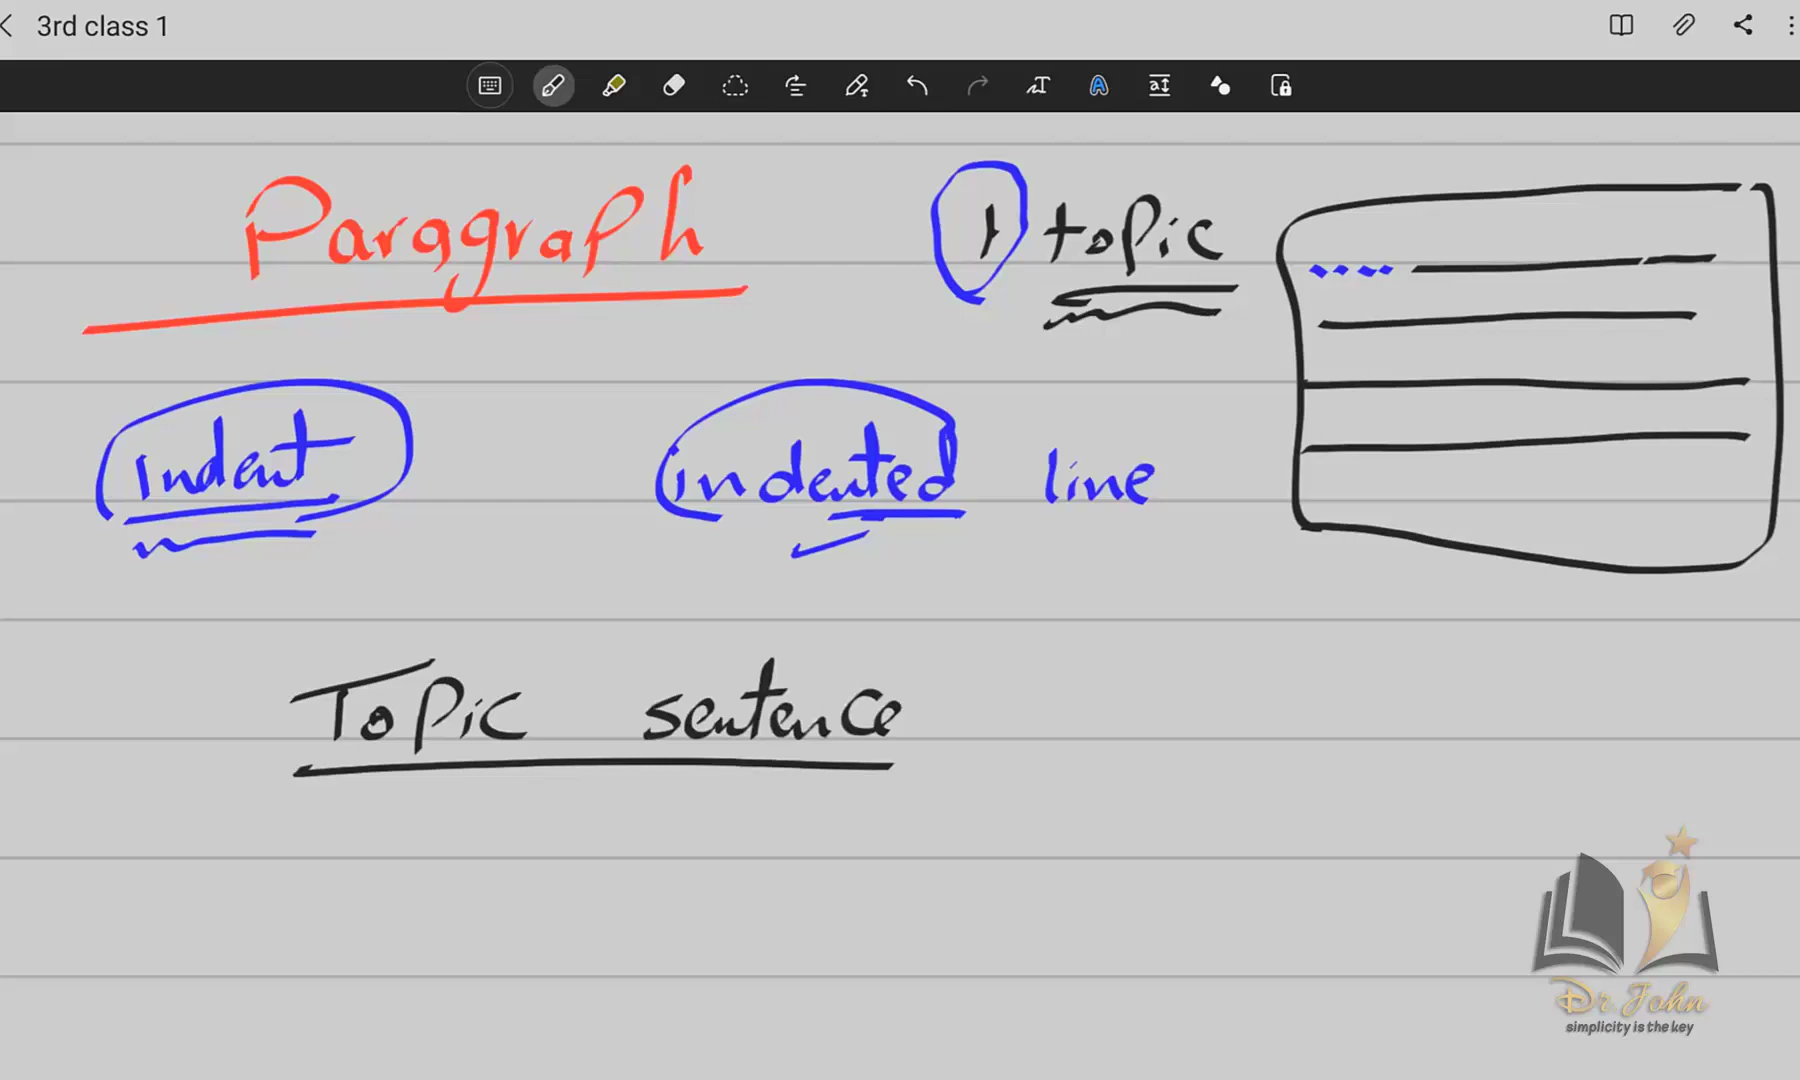 3rd class 1
Paragraph
1 topic
Indent
indented line
Topic sentence
Dr. John
simplicity is the key